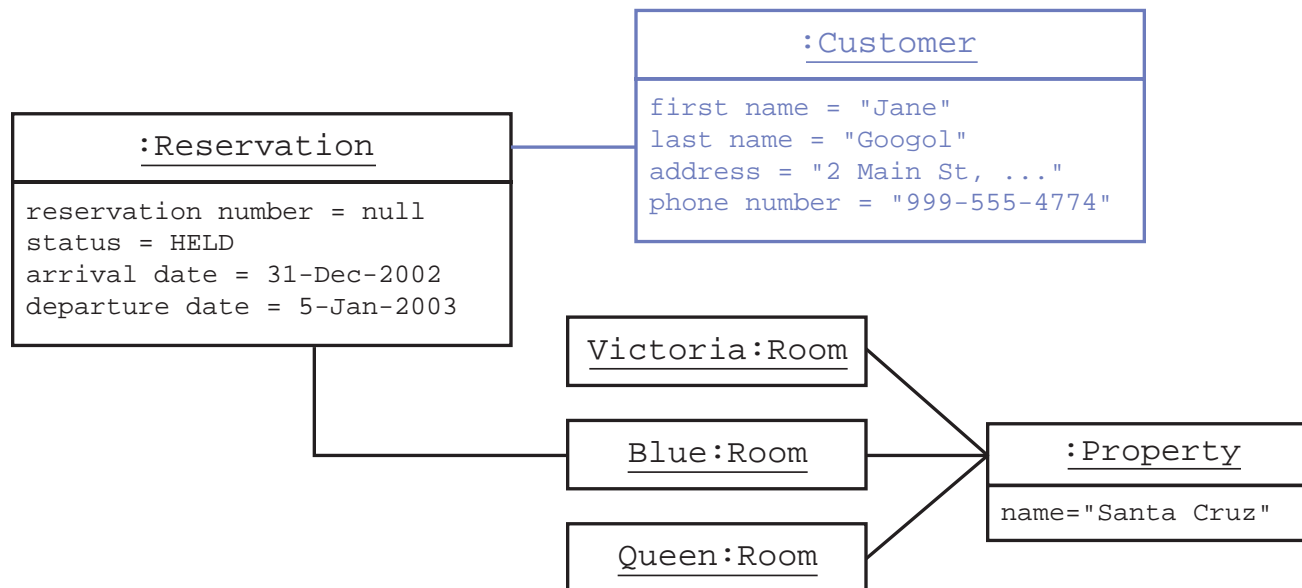 :Customer
first name = "Jane"
last name = "Googol"
address = "2 Main St, ..."
phone number = "999-555-4774"
:Reservation
reservation number = null
status = HELD
arrival date = 31-Dec-2002
departure date = 5-Jan-2003
Victoria:Room
Blue:Room
Queen:Room
:Property
name="Santa Cruz"